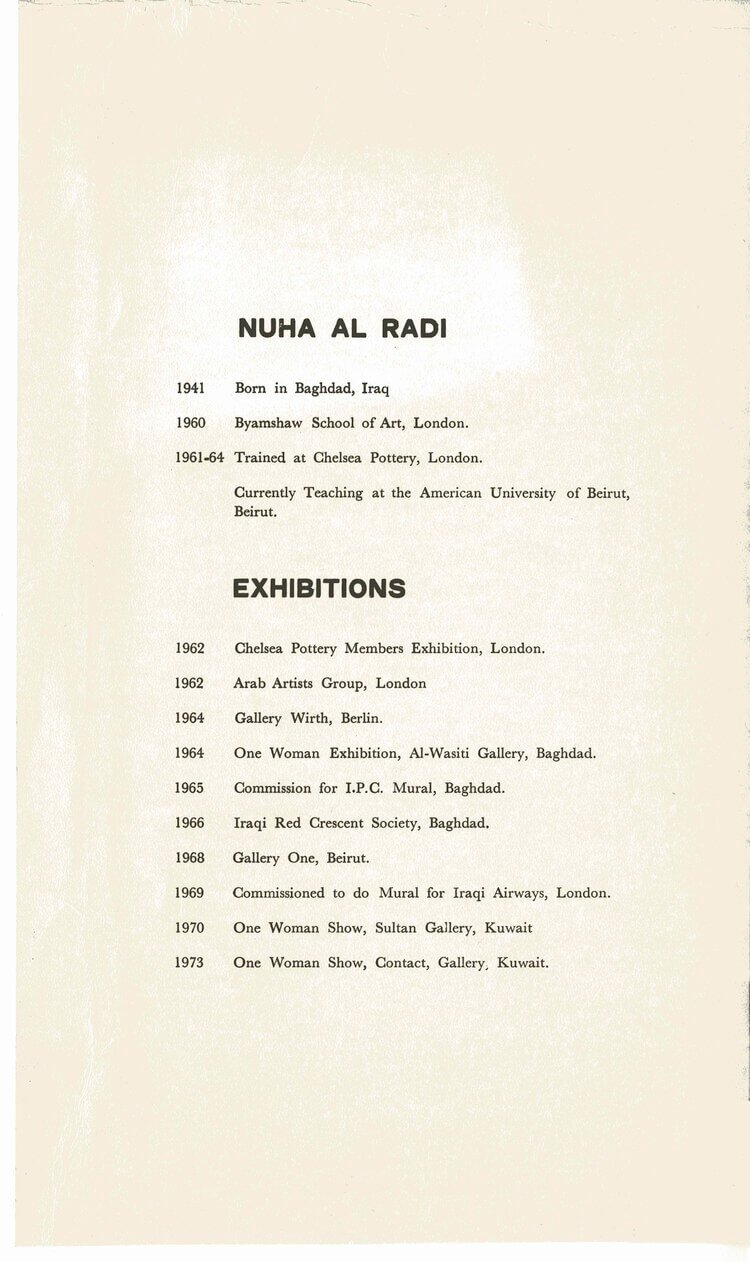 NUHA AL RADI
1941 Born in Baghdad, Iraq
1960 Byamshaw School of Art, London.
1961-64 Trained at Chelsea Pottery, London.
Currently Teaching at the American University of Beirut,
Beirut.
EXHIBITIONS
1962 Chelsea Pottery Members Exhibition, London.
1962 Arab Artists Group, London
1964 Gallery Wirth, Berlin.
1964 One Woman Exhibition, Al-Wasiti Gallery, Baghdad.
1965 Commission for I.P.C. Mural, Baghdad.
1966 Iraqi Red Crescent Society, Baghdad.
1968 Gallery One, Beirut.
1969 Commissioned to do Mural for Iraqi Airways, London.
1970 One Woman Show, Sultan Gallery, Kuwait
1973 One Woman Show, Contact, Gallery, Kuwait.